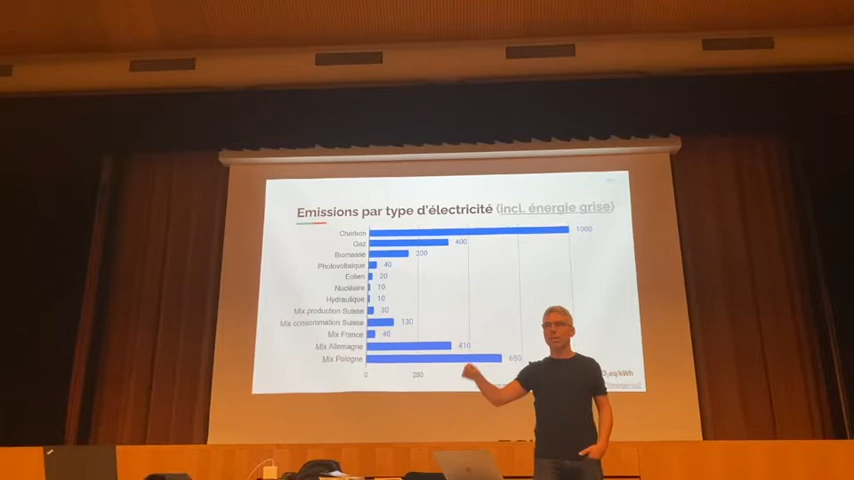 Emissions par type d'électricité (incl. énergie grise)
Charbon 1000
Gaz 400
Biomasse 200
Photovoltaïque 40
Eolien 20
Nucléaire 10
Hydraulique 10
Mix production Suisse 30
Mix consommation Suisse 130
Mix France 40
Mix Allemagne 410
Mix Pologne 650
0 250